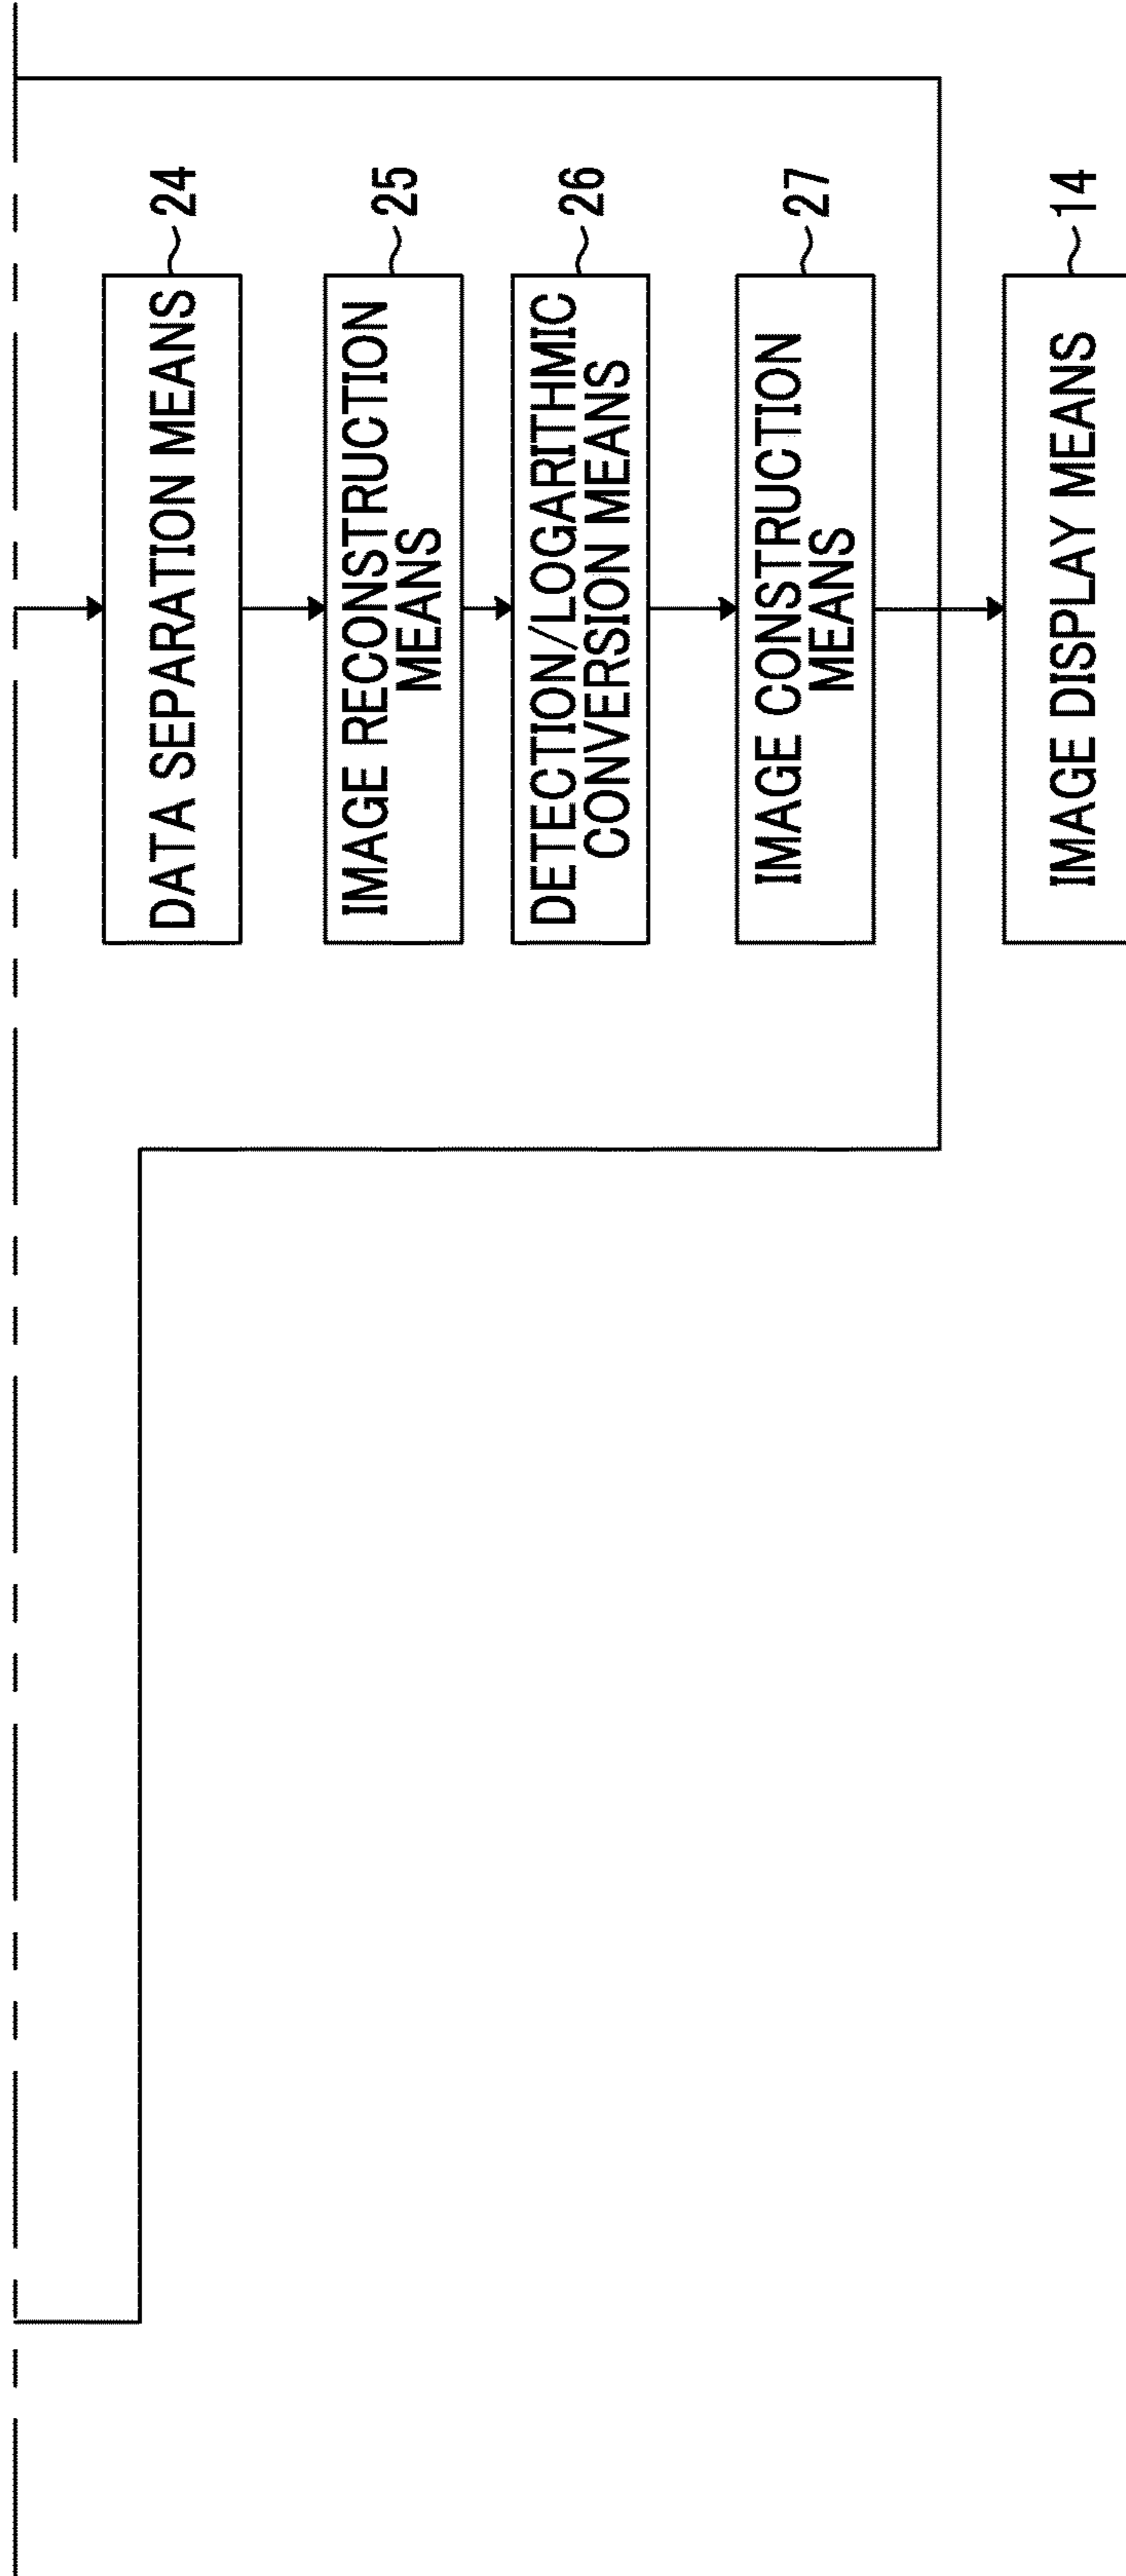 DATA SEPARATION MEANS
24
IMAGE RECONSTRUCTION
MEANS
25
DETECTION/LOGARITHMIC
CONVERSION MEANS
26
IMAGE CONSTRUCTION
MEANS
27
IMAGE DISPLAY MEANS
14